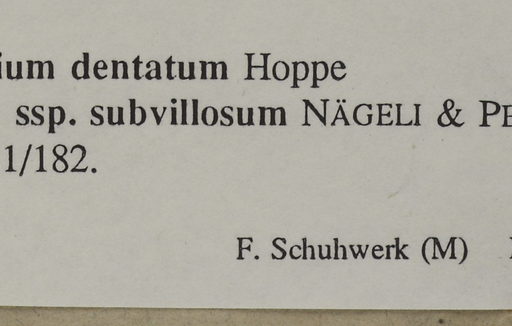 ium dentatum Hoppe
ssp. subvillosum NÄGELI & PE
1/182.
F. Schuhwerk (M)